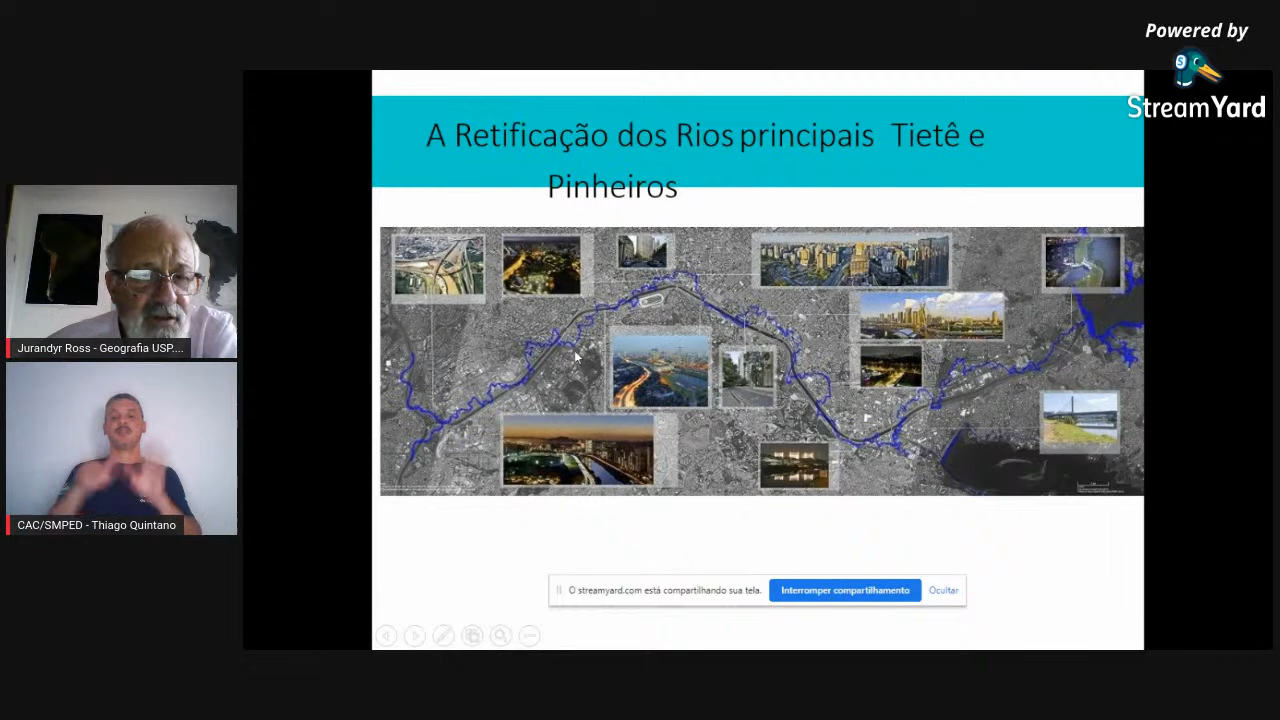 Powered by
StreamYard
A Retificação dos Rios principais Tietê e
Pinheiros
Jurandyr Ross - Geografia USP....
CAC/SMPED - Thiago Quintano
O streamyard.com está compartilhando sua tela.
Interromper compartilhamento
Ocultar